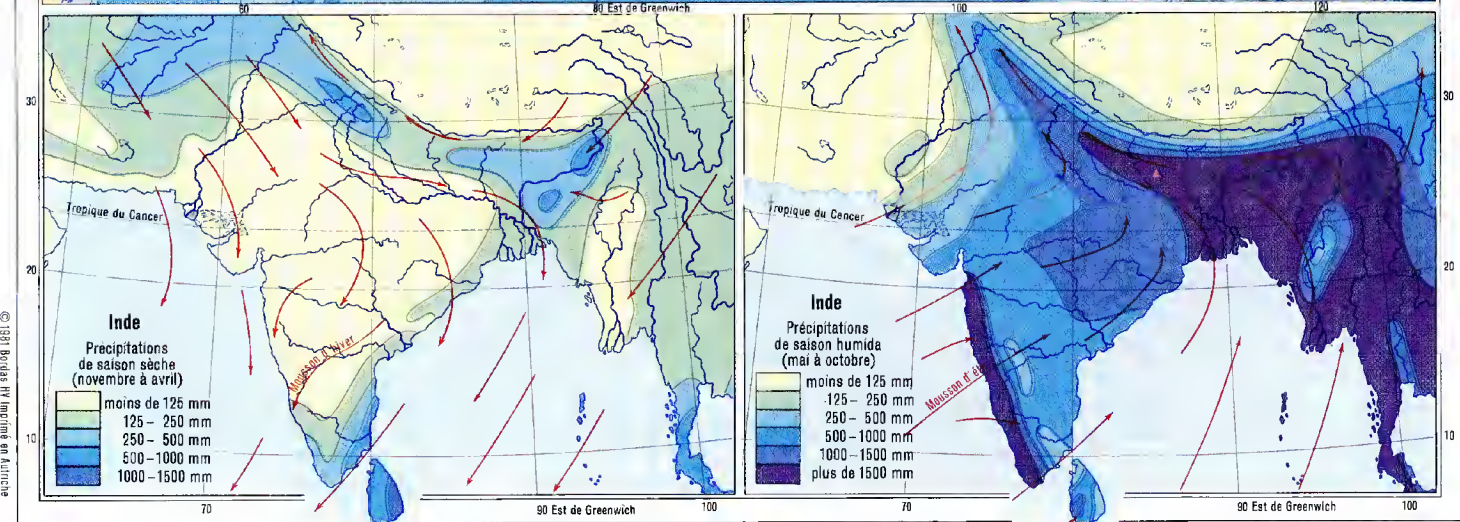 60
80 Est de Greenwich
100
120
30
20
10
Tropique du Cancer
Mousson d'hiver
Inde
Précipitations
de saison sèche
(novembre à avril)
moins de 125 mm
125 – 250 mm
250 – 500 mm
500 – 1000 mm
1000 – 1500 mm
70
90 Est de Greenwich
100
Tropique du Cancer
Mousson d'été
Inde
Précipitations
de saison humida
(mai à octobre)
moins de 125 mm
125 – 250 mm
250 – 500 mm
500 – 1000 mm
1000 – 1500 mm
plus de 1500 mm
30
20
10
70
90 Est de Greenwich
100
© 1981 Bordas HV Imprimé en Autriche